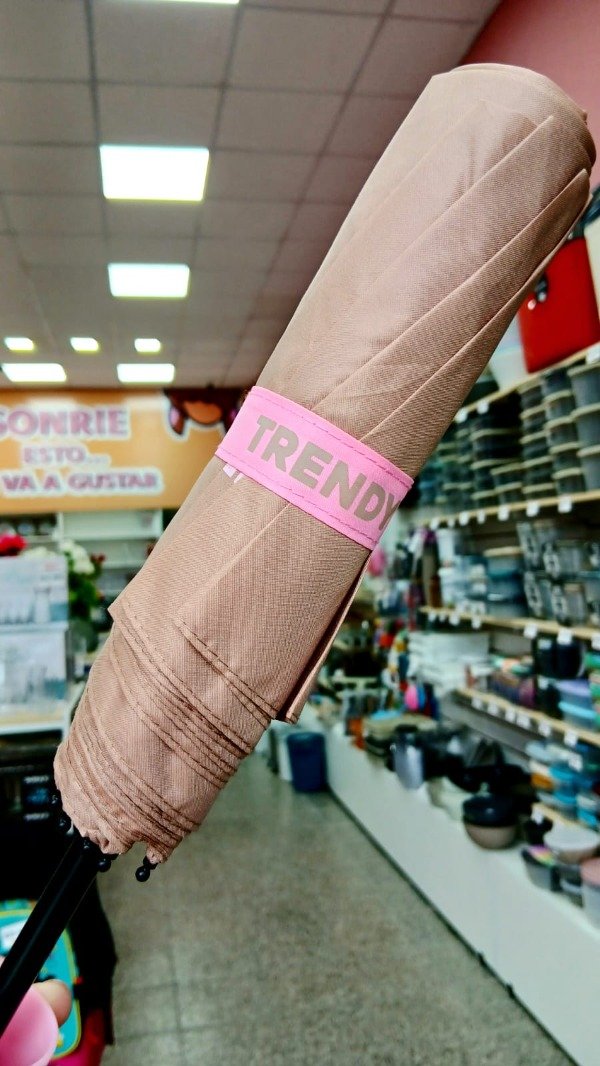 SONRIE
ESTO...
VA A GUSTAR
TRENDY